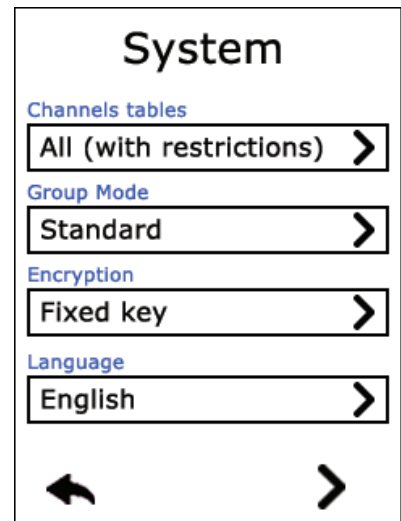 System
Channels tables
All (with restrictions)
Group Mode
Standard
Encryption
Fixed key
Language
English